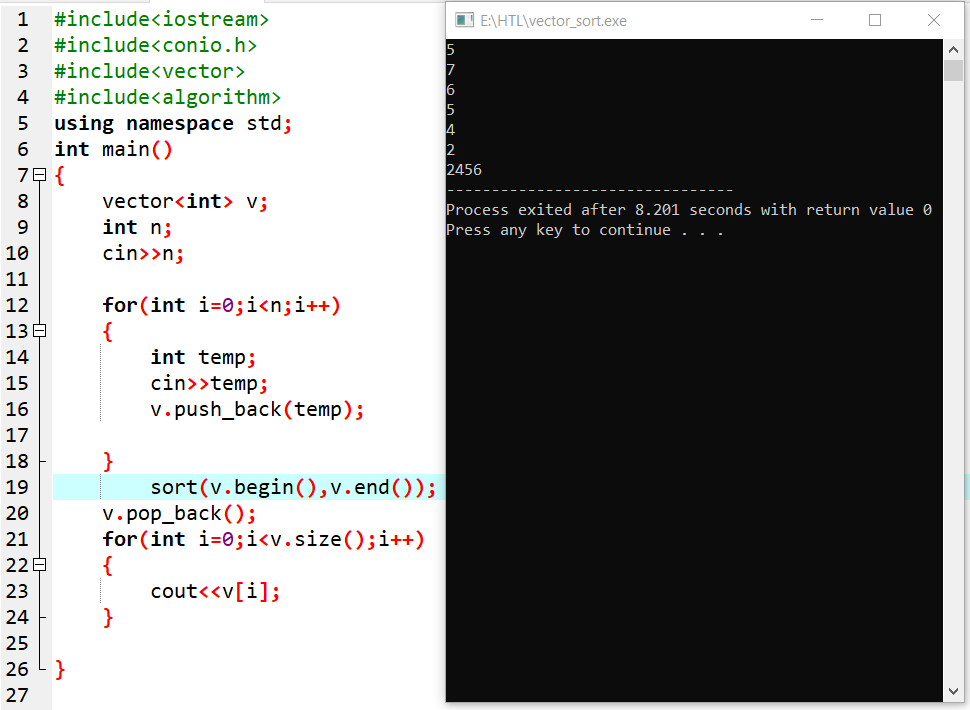 1 #include<iostream>
2 #include<conio.h>
3 #include<vector>
4 #include<algorithm>
5 using namespace std;
6 int main()
7 {
8 vector<int> v;
9 int n;
10 cin>>n;
11
12 for(int i=0;i<n;i++)
13 {
14 int temp;
15 cin>>temp;
16 v.push_back(temp);
17
18 }
19 sort(v.begin(),v.end());
20 v.pop_back();
21 for(int i=0;i<v.size();i++)
22 {
23 cout<<v[i];
24 }
25
26 }
27
E:\HTL\vector_sort.exe
5
7
6
5
4
2
2456
--------------------------------
Process exited after 8.201 seconds with return value 0
Press any key to continue . . .